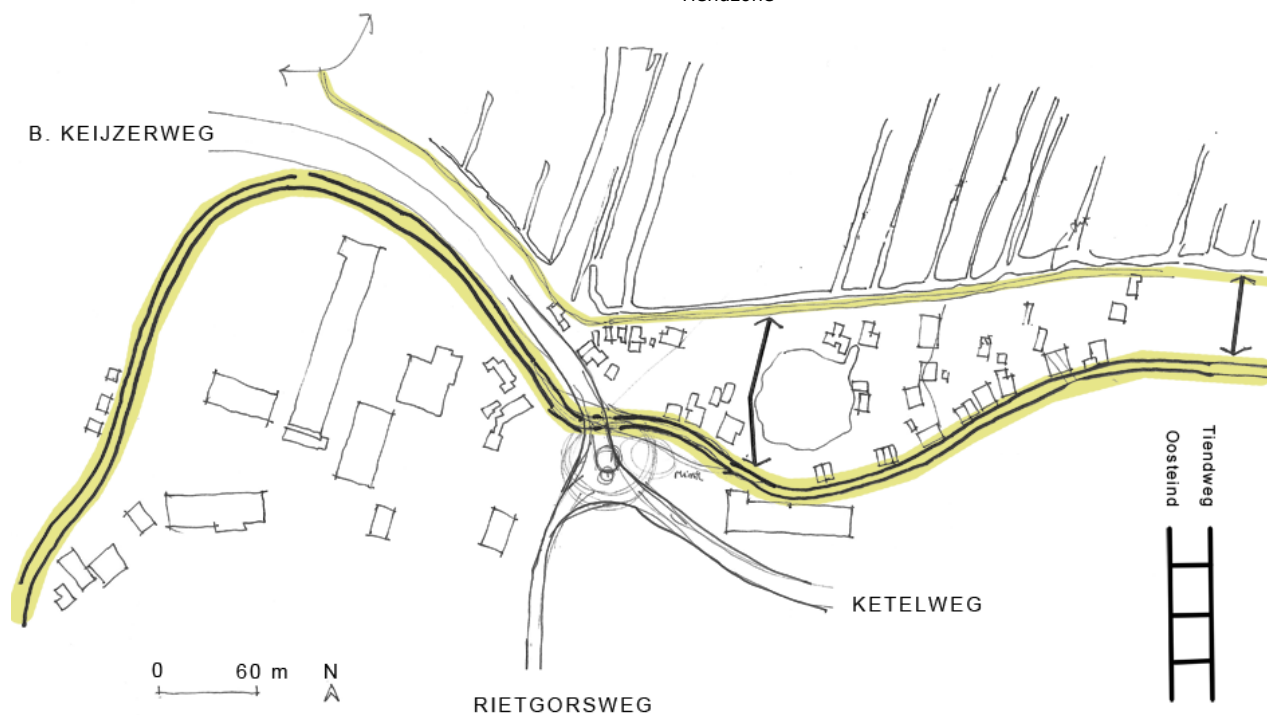 B. KEIJZERWEG
Tiendweg
Oosteind
KETELWEG
0 60 m N
RIETGORSWEG